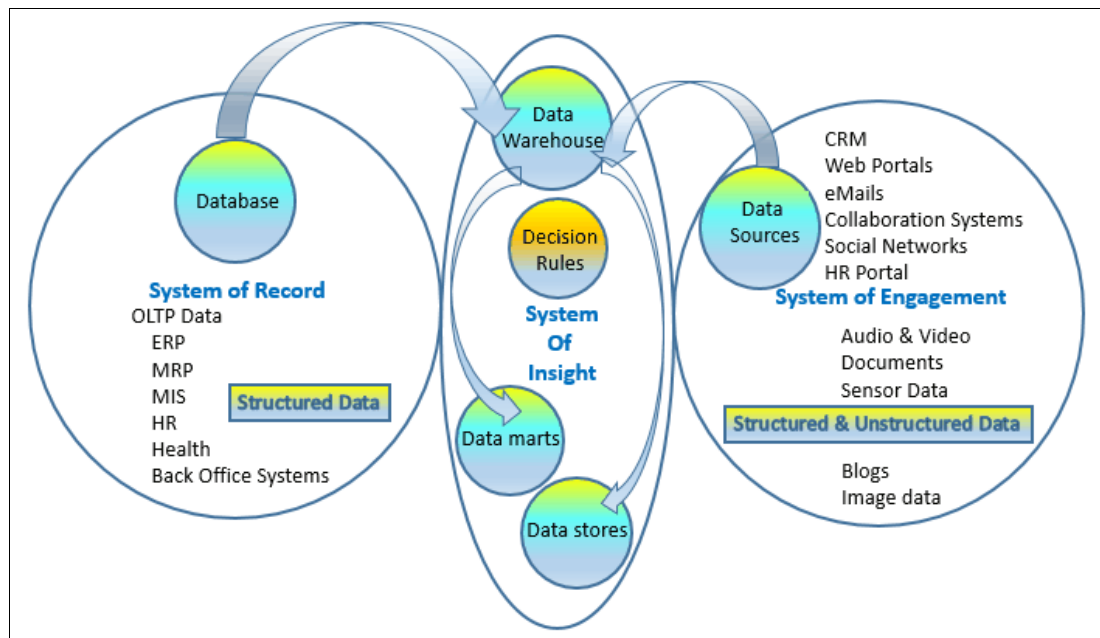 Database
System of Record
OLTP Data
ERP
MRP
MIS
HR
Health
Back Office Systems
Structured Data
Data
Warehouse
Decision
Rules
System
Of
Insight
Data marts
Data stores
Data
Sources
CRM
Web Portals
eMails
Collaboration Systems
Social Networks
HR Portal
System of Engagement
Audio & Video
Documents
Sensor Data
Structured & Unstructured Data
Blogs
Image data